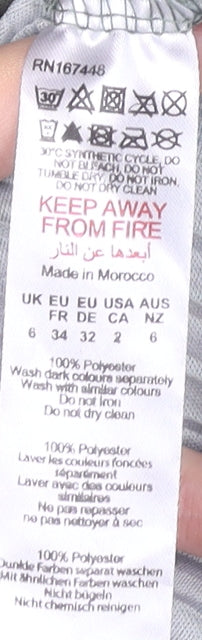 RN167448
30
30°C SYNTHETIC CYCLE, DO
NOT BLEACH, DO NOT
TUMBLE DRY, DO NOT IRON,
DO NOT DRY CLEAN
KEEP AWAY
FROM FIRE
أبعدها عن النار
Made in Morocco
UK EU EU USA AUS
FR DE CA NZ
6 34 32 2 6
100% Polyester
Wash dark colours separately
Wash with similar colours
Do not iron
Do not dry clean
100% Polyester
Laver les couleurs foncées
séparément
Laver avec des couleurs
similaires
Ne pas repasser
ne pas nettoyer à sec
100% Polyester
Dunkle Farben separat waschen
Mit ähnlichen Farben waschen
Nicht bügeln
Nicht chemisch reinigen